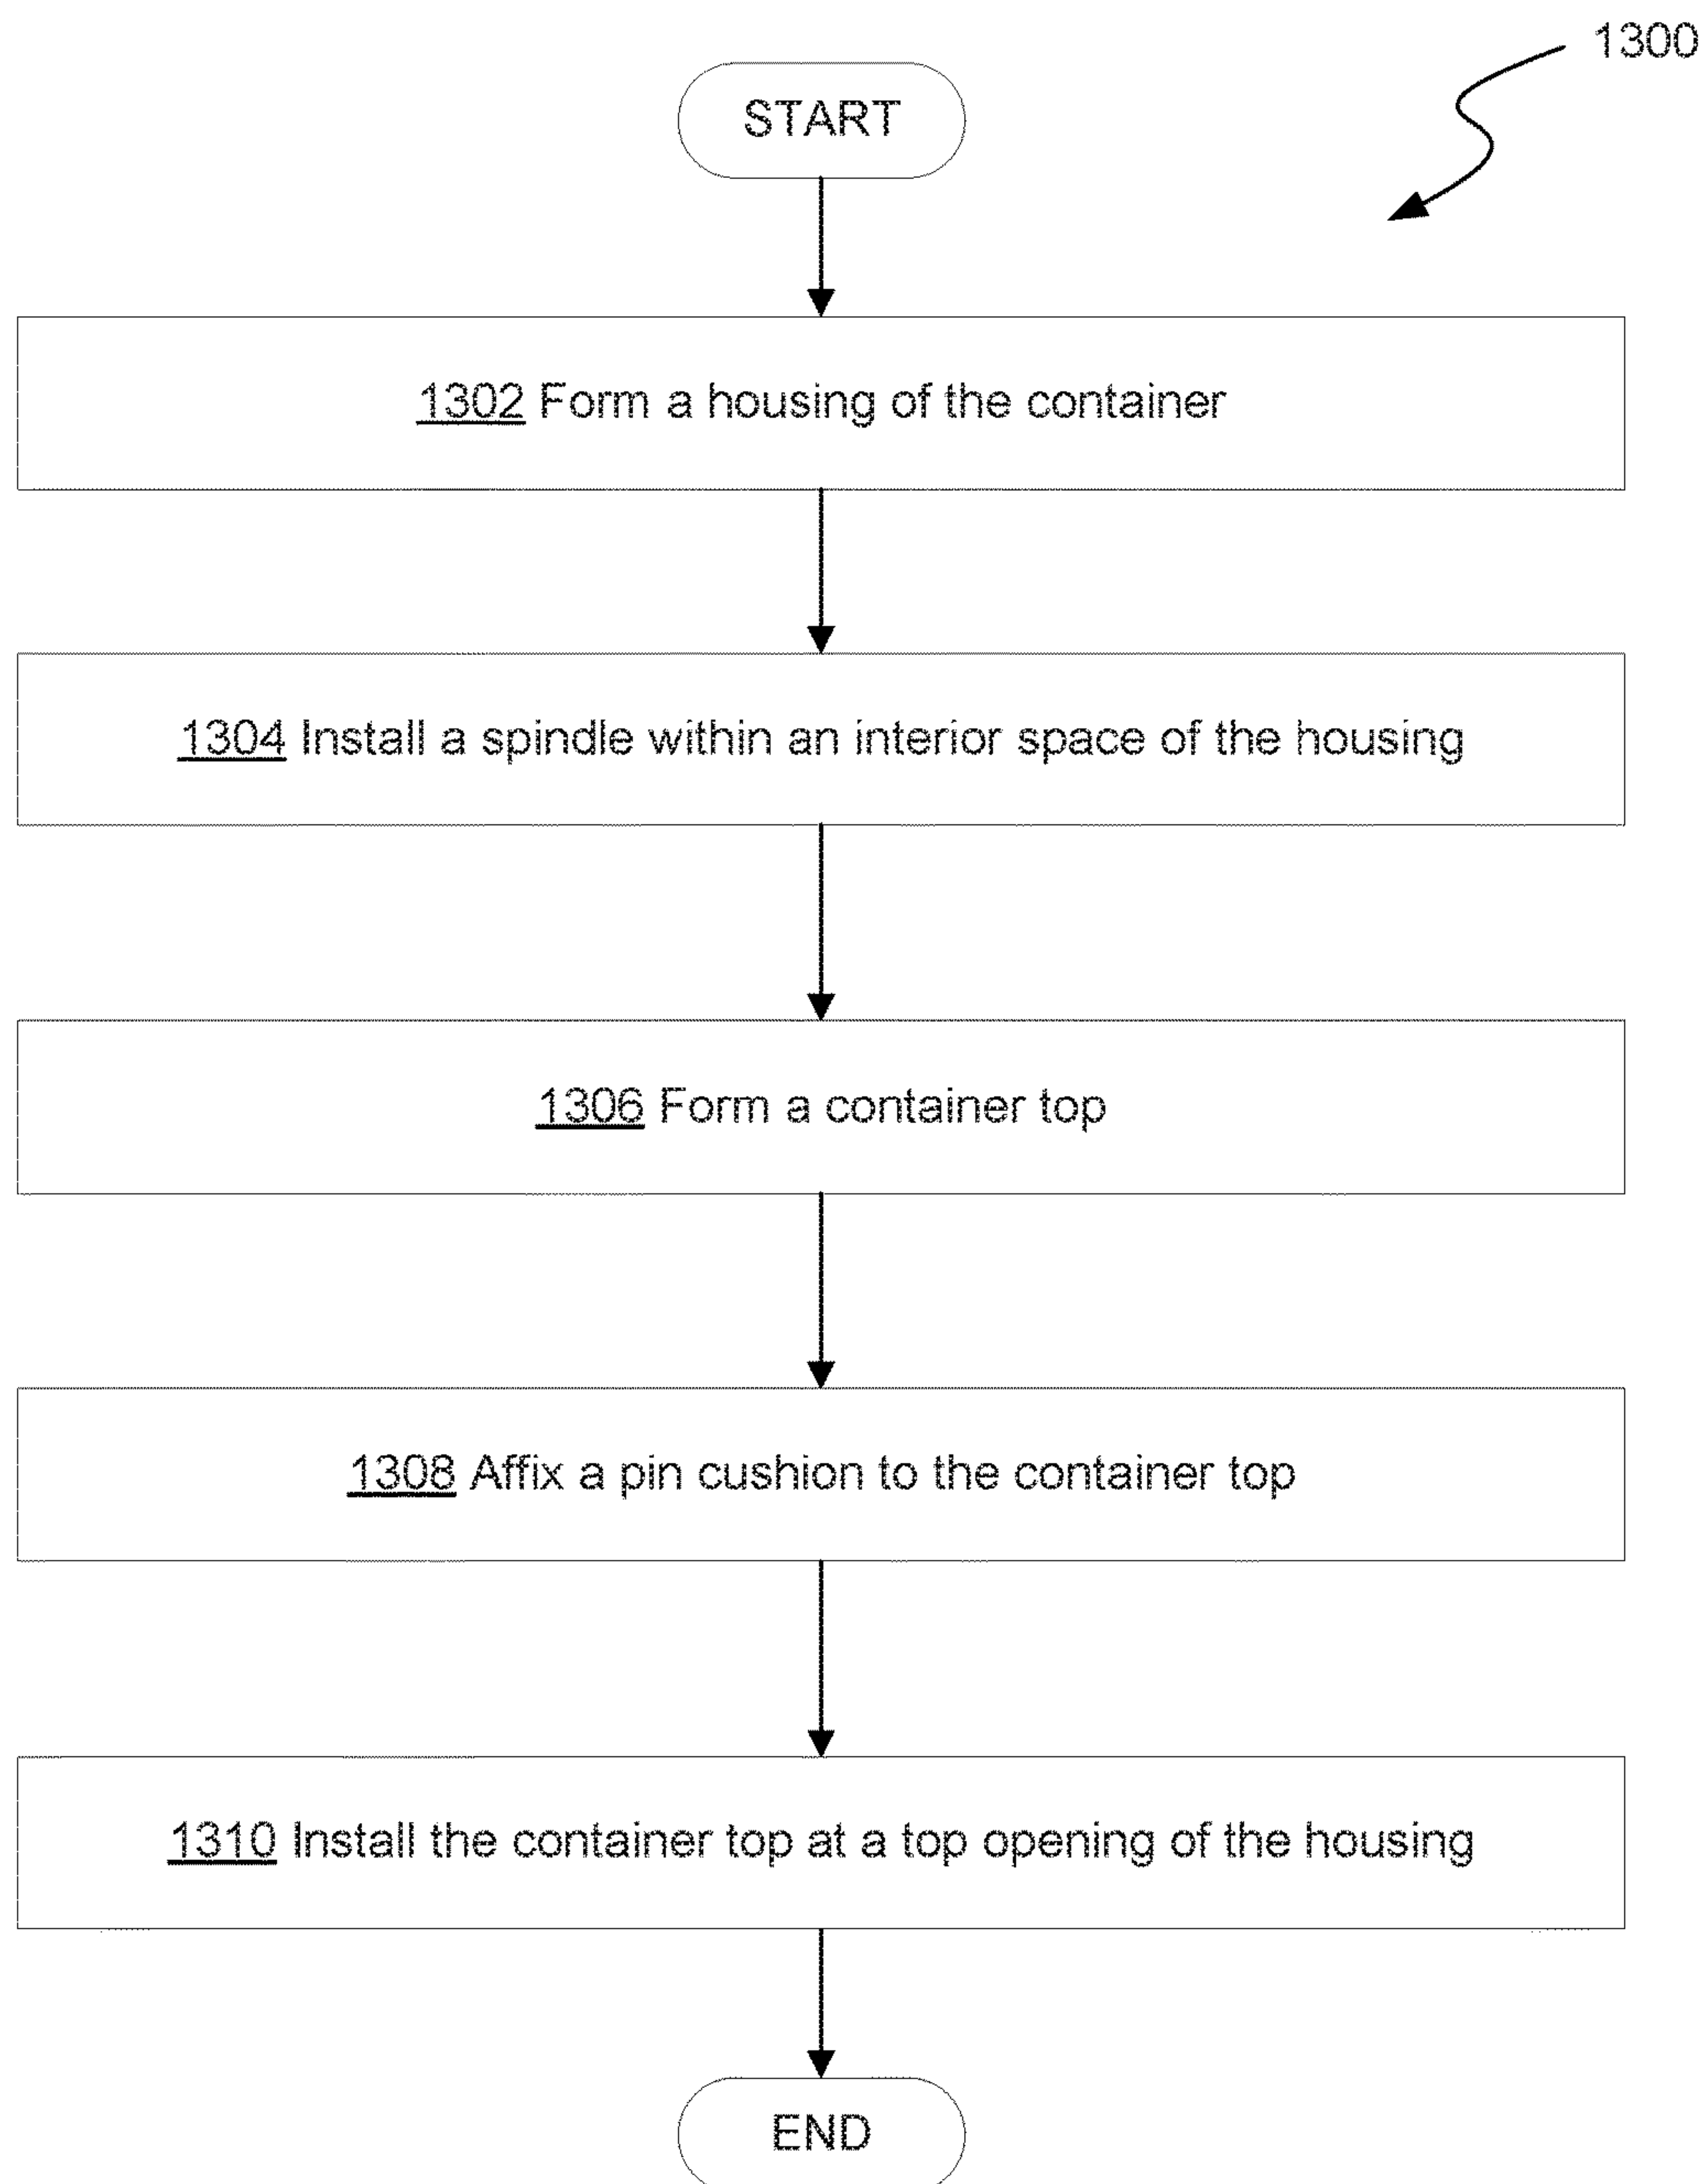 1300
START
1302 Form a housing of the container
1304 Install a spindle within an interior space of the housing
1306 Form a container top
1308 Affix a pin cushion to the container top
1310 Install the container top at a top opening of the housing
END